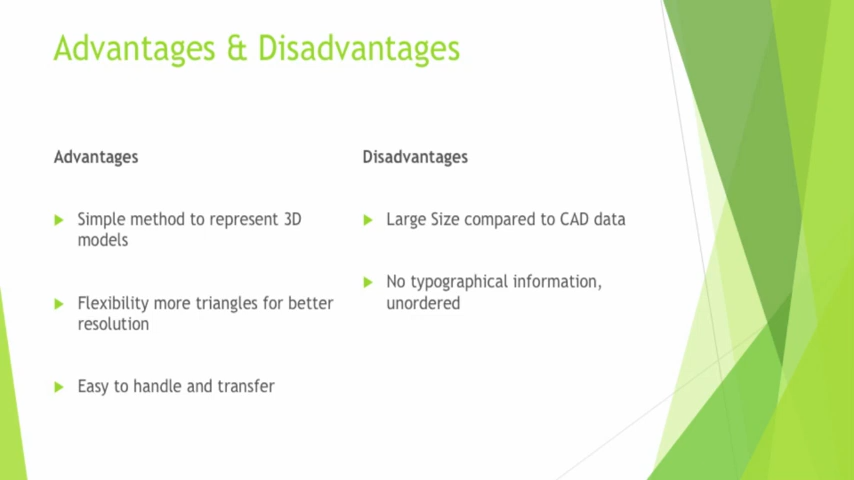 Advantages & Disadvantages
Advantages
Simple method to represent 3D
models
Flexibility more triangles for better
resolution
Easy to handle and transfer
Disadvantages
Large Size compared to CAD data
No typographical information,
unordered